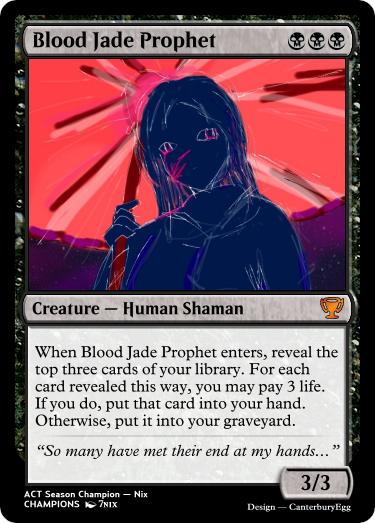 Blood Jade Prophet
Creature — Human Shaman
When Blood Jade Prophet enters, reveal the
top three cards of your library. For each
card revealed this way, you may pay 3 life.
If you do, put that card into your hand.
Otherwise, put it into your graveyard.
“So many have met their end at my hands…”
3/3
ACT Season Champion — Nix
CHAMPIONS 7NIX
Design — CanterburyEgg